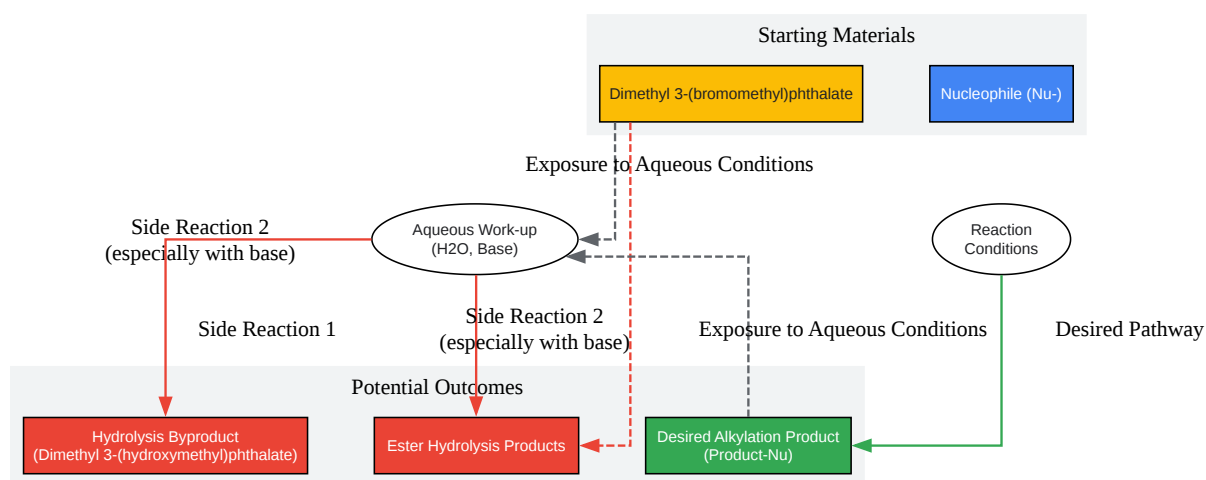 Starting Materials
Dimethyl 3-(bromomethyl)phthalate
Nucleophile (Nu-)
Exposure to Aqueous Conditions
Side Reaction 2
(especially with base)
Aqueous Work-up
(H2O, Base)
Reaction
Conditions
Side Reaction 1
Side Reaction 2
(especially with base)
Exposure to Aqueous Conditions
Desired Pathway
Potential Outcomes
Hydrolysis Byproduct
(Dimethyl 3-(hydroxymethyl)phthalate)
Ester Hydrolysis Products
Desired Alkylation Product
(Product-Nu)